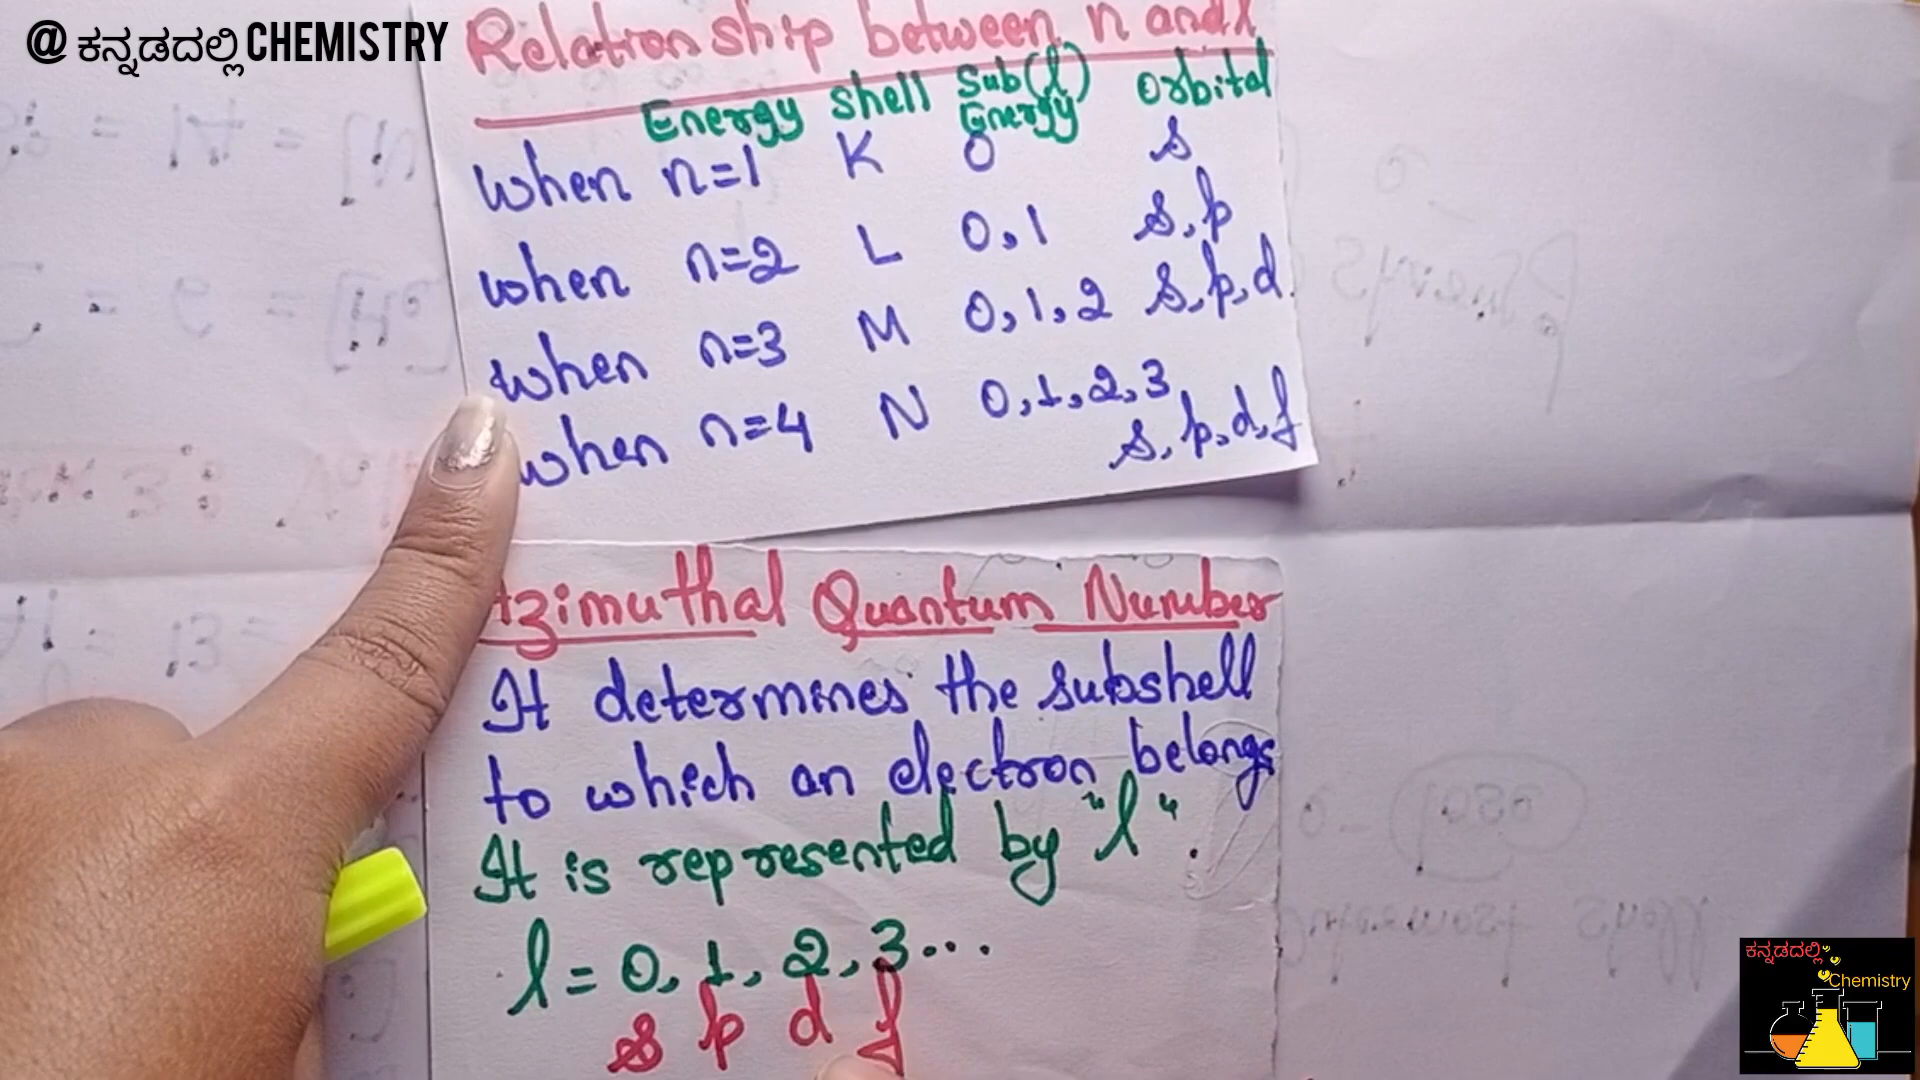 @ ಕನ್ನಡದಲ್ಲಿ CHEMISTRY
Relationship between n and l
Energy shell Sub(l) Energy Orbital
when n=1 K 0 s
when n=2 L 0,1 s,p
when n=3 M 0,1,2 s,p,d.
when n=4 N 0,1,2,3
s,p,d,f
Azimuthal Quantum Number
It determines the subshell
to which an electron belongs
It is represented by "l".
l = 0, 1, 2, 3...
s p d f
ಕನ್ನಡದಲ್ಲಿ
Chemistry